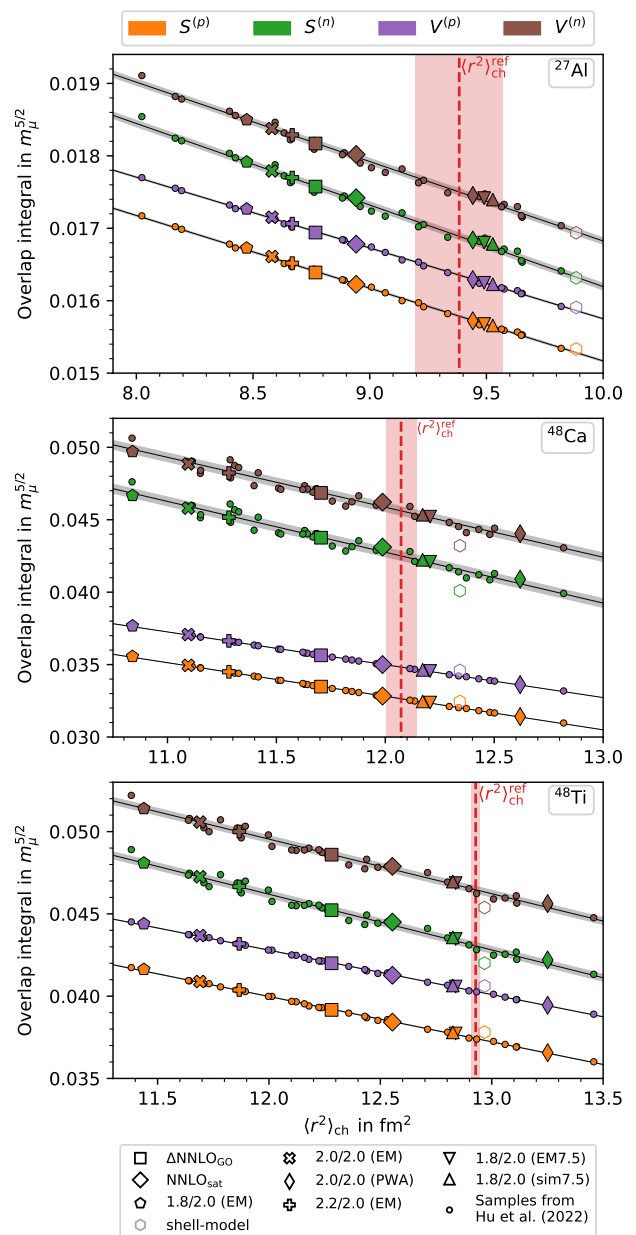 S^(p) S^(n) V^(p) V^(n)
⟨r²⟩_ch^ref
²⁷Al
0.019
0.018
0.017
0.016
0.015
Overlap integral in m_μ^5/2
8.0 8.5 9.0 9.5 10.0
⟨r²⟩_ch^ref
⁴⁸Ca
0.050
0.045
0.040
0.035
0.030
Overlap integral in m_μ^5/2
11.0 11.5 12.0 12.5 13.0
⟨r²⟩_ch^ref
⁴⁸Ti
0.050
0.045
0.040
0.035
Overlap integral in m_μ^5/2
11.5 12.0 12.5 13.0 13.5
⟨r²⟩_ch in fm²
ΔNNLO_GO 2.0/2.0 (EM) 1.8/2.0 (EM7.5)
NNLO_sat 2.0/2.0 (PWA) 1.8/2.0 (sim7.5)
1.8/2.0 (EM) 2.2/2.0 (EM) Samples from
shell-model Hu et al. (2022)